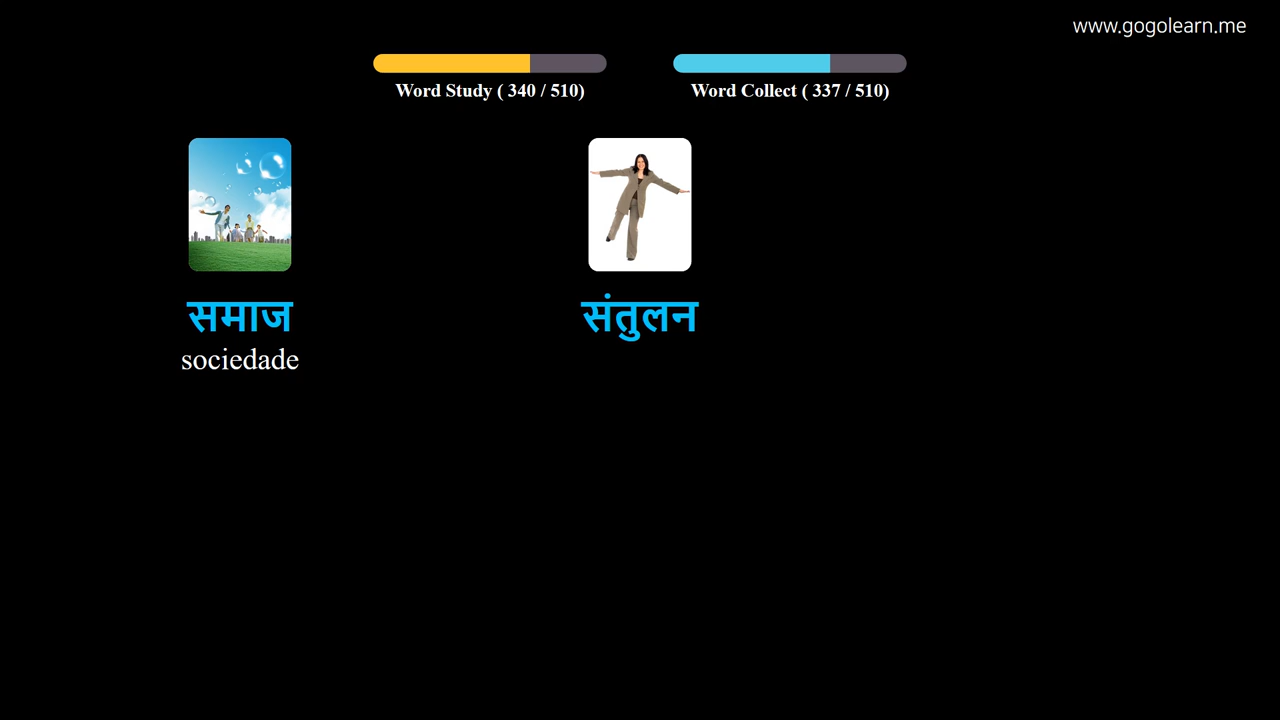 www.gogolearn.me
Word Study ( 340 / 510)
Word Collect ( 337 / 510)
समाज
संतुलन
sociedade